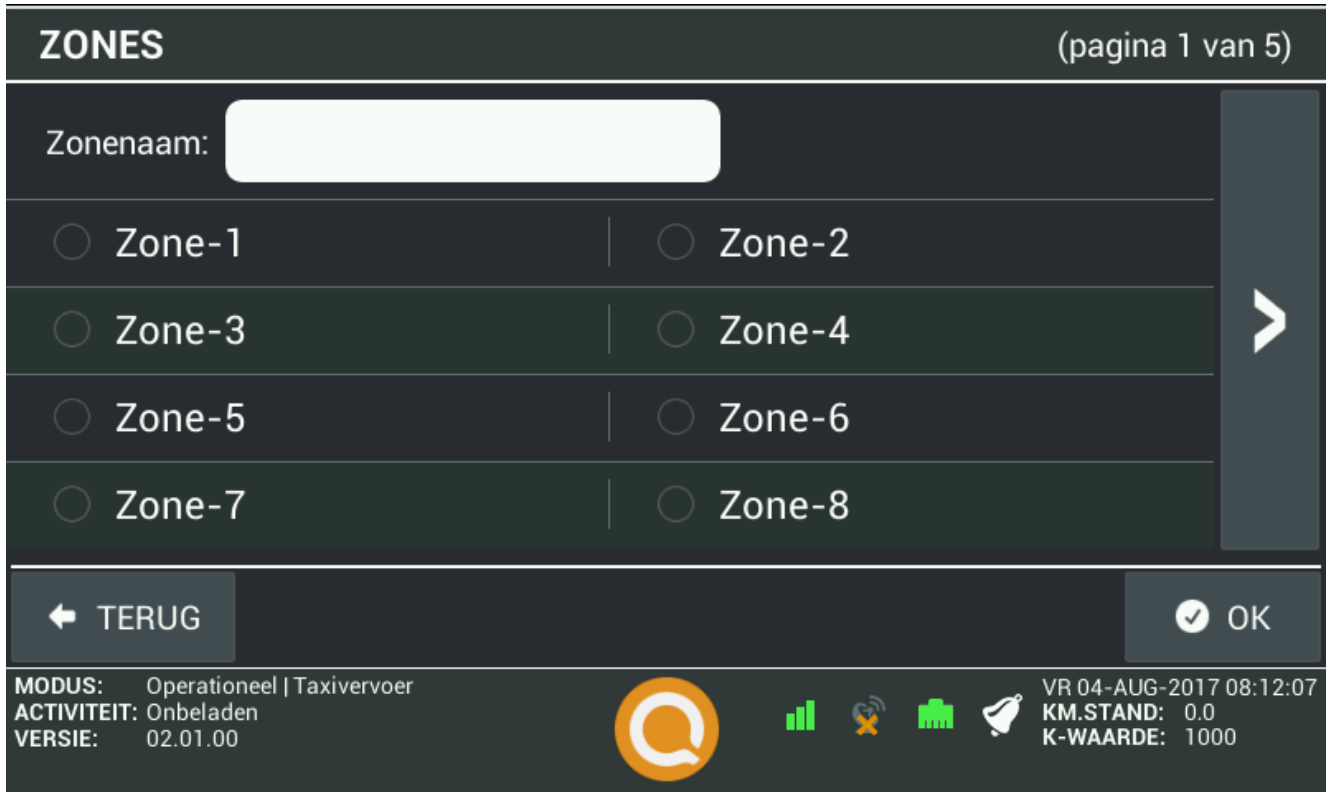 ZONES (pagina 1 van 5)
Zonenaam:
Zone-1 Zone-2
Zone-3 Zone-4
Zone-5 Zone-6
Zone-7 Zone-8
TERUG OK
MODUS: Operationeel | Taxivervoer
ACTIVITEIT: Onbeladen
VERSIE: 02.01.00
VR 04-AUG-2017 08:12:07
KM.STAND: 0.0
K-WAARDE: 1000